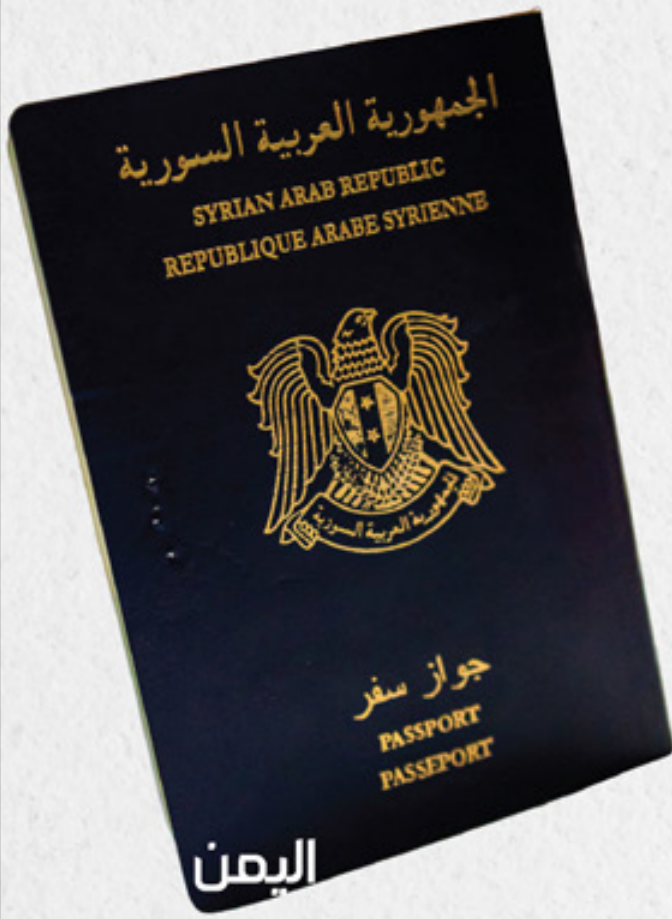 الجمهورية العربية السورية
SYRIAN ARAB REPUBLIC
REPUBLIQUE ARABE SYRIENNE
الجمهورية العربية السورية
جواز سفر
PASSPORT
PASSEPORT
اليمن